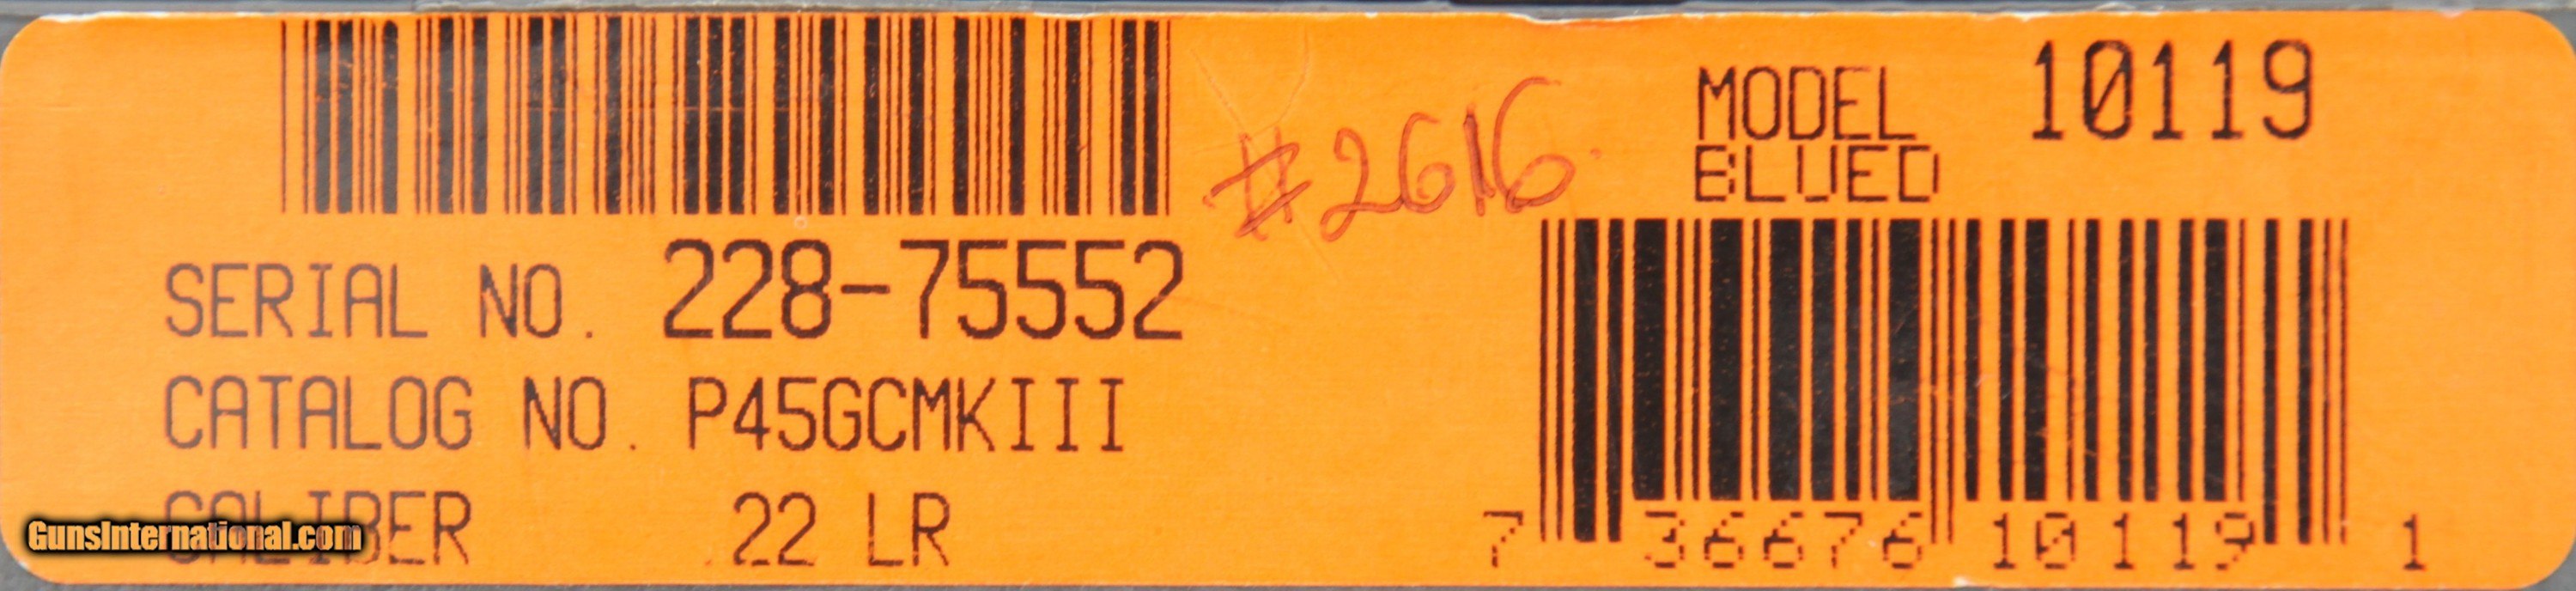 #2616
MODEL 10119
BLUED
SERIAL NO. 228-75552
CATALOG NO. P45GCMKIII
CALIBER .22 LR
7 36676 10119 1
GunsInternational.com